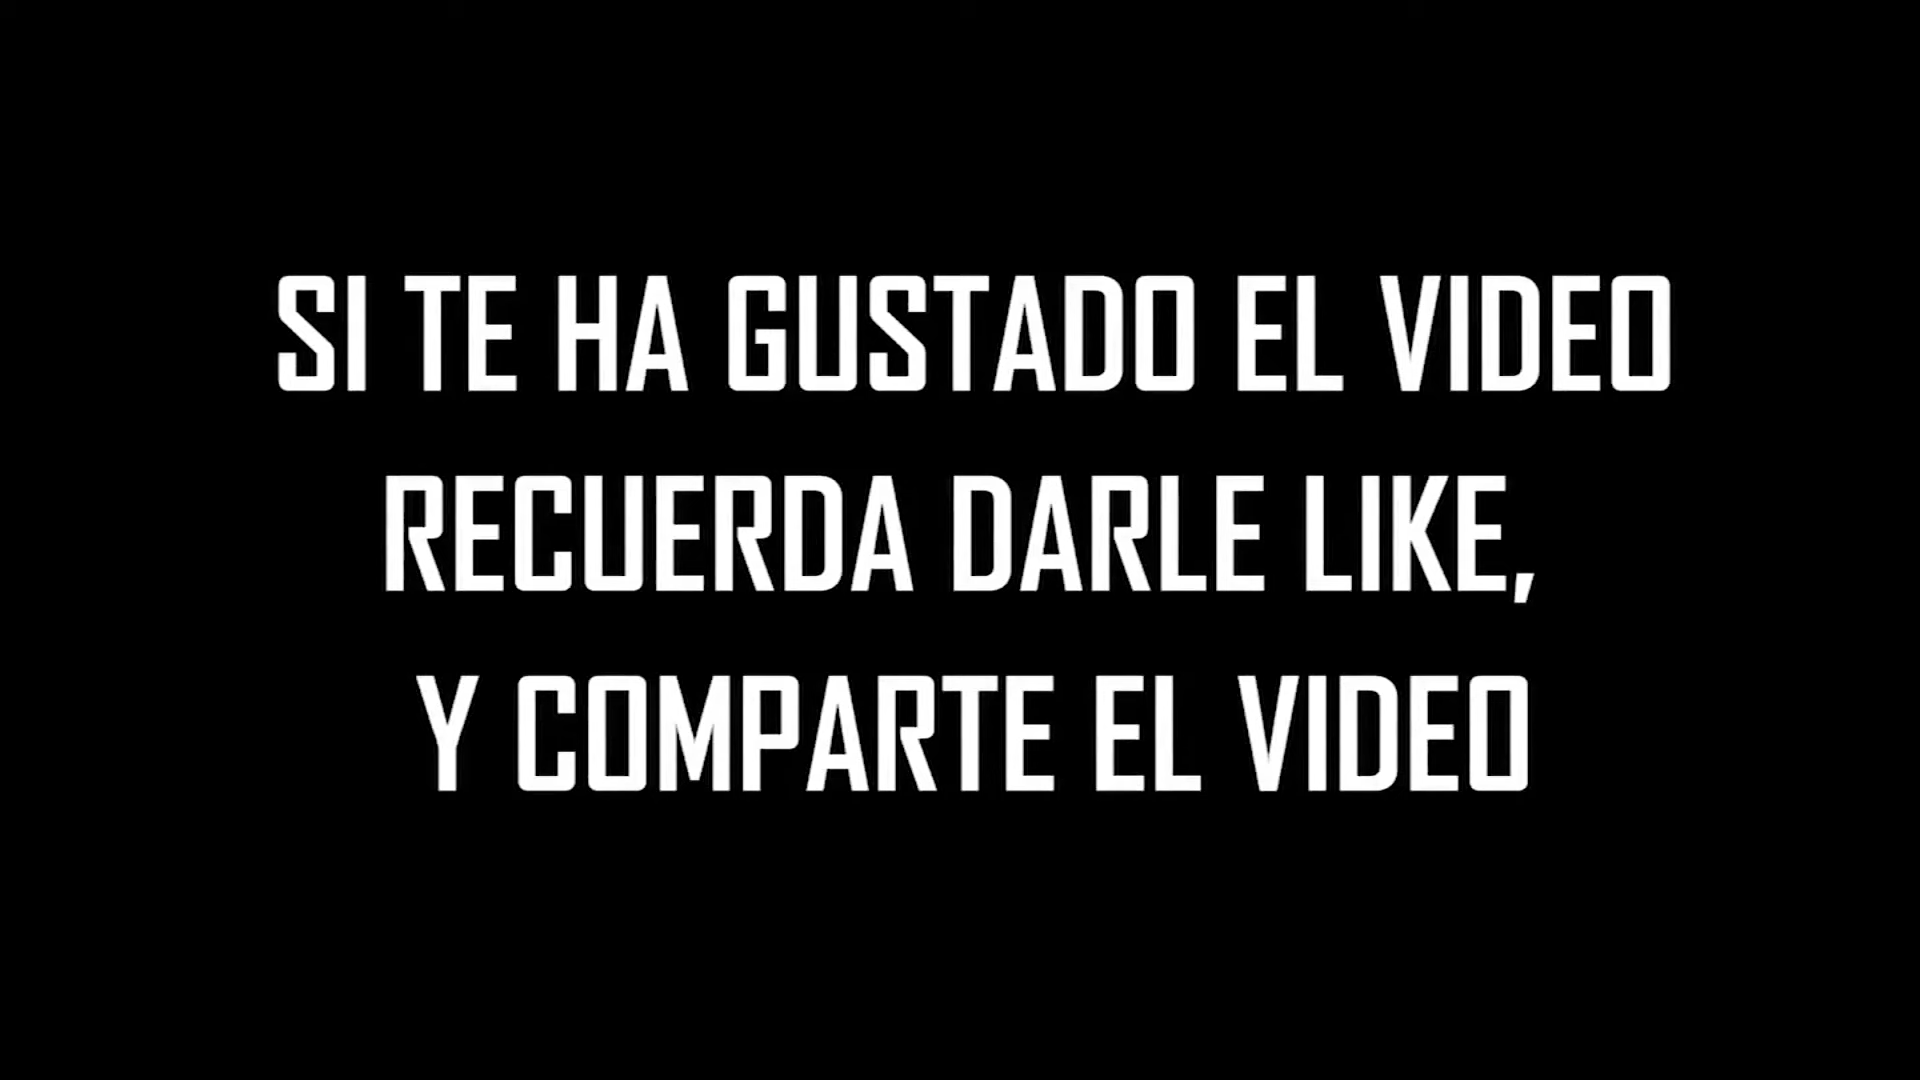 SI TE HA GUSTADO EL VIDEO
RECUERDA DARLE LIKE,
Y COMPARTE EL VIDEO